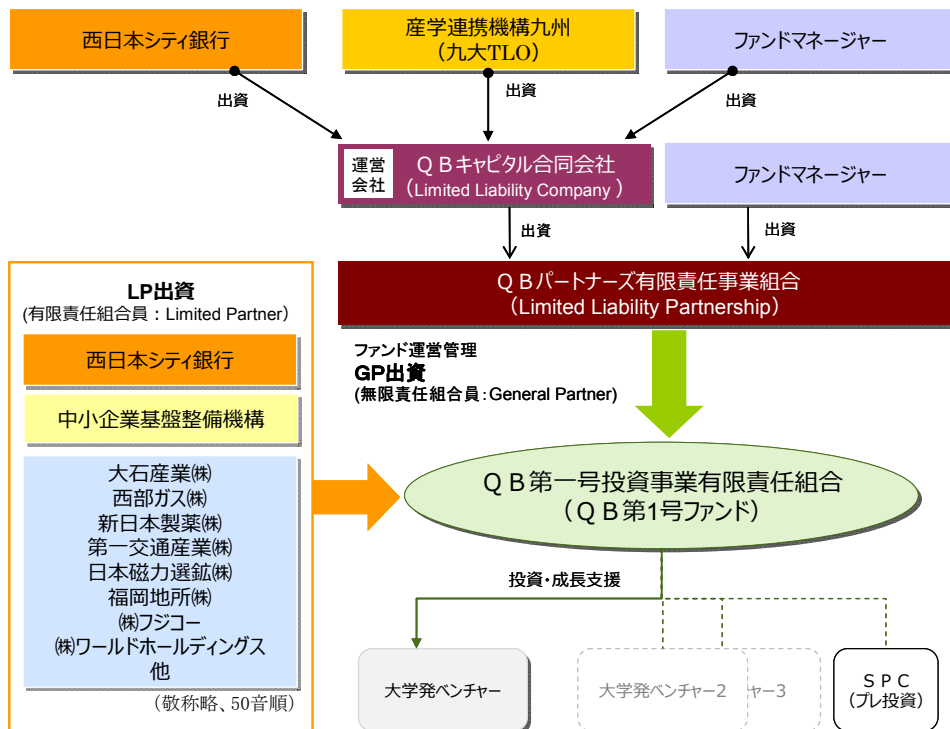 西日本シティ銀行
産学連携機構九州
（九大TLO）
ファンドマネージャー
出資
出資
出資
運営
会社
ＱＢキャピタル合同会社
（Limited Liability Company ）
ファンドマネージャー
出資
出資
ＱＢパートナーズ有限責任事業組合
（Limited Liability Partnership）
LP出資
(有限責任組合員：Limited Partner）
西日本シティ銀行
中小企業基盤整備機構
大石産業㈱
西部ガス㈱
新日本製薬㈱
第一交通産業㈱
日本磁力選鉱㈱
福岡地所㈱
㈱フジコー
㈱ワールドホールディングス
他
（敬称略、50音順）
ファンド運営管理
GP出資
(無限責任組合員：General Partner)
ＱＢ第一号投資事業有限責任組合
（ＱＢ第1号ファンド）
投資・成長支援
大学発ベンチャー
大学発ベンチャー2
ャー3
ＳＰＣ
（プレ投資）